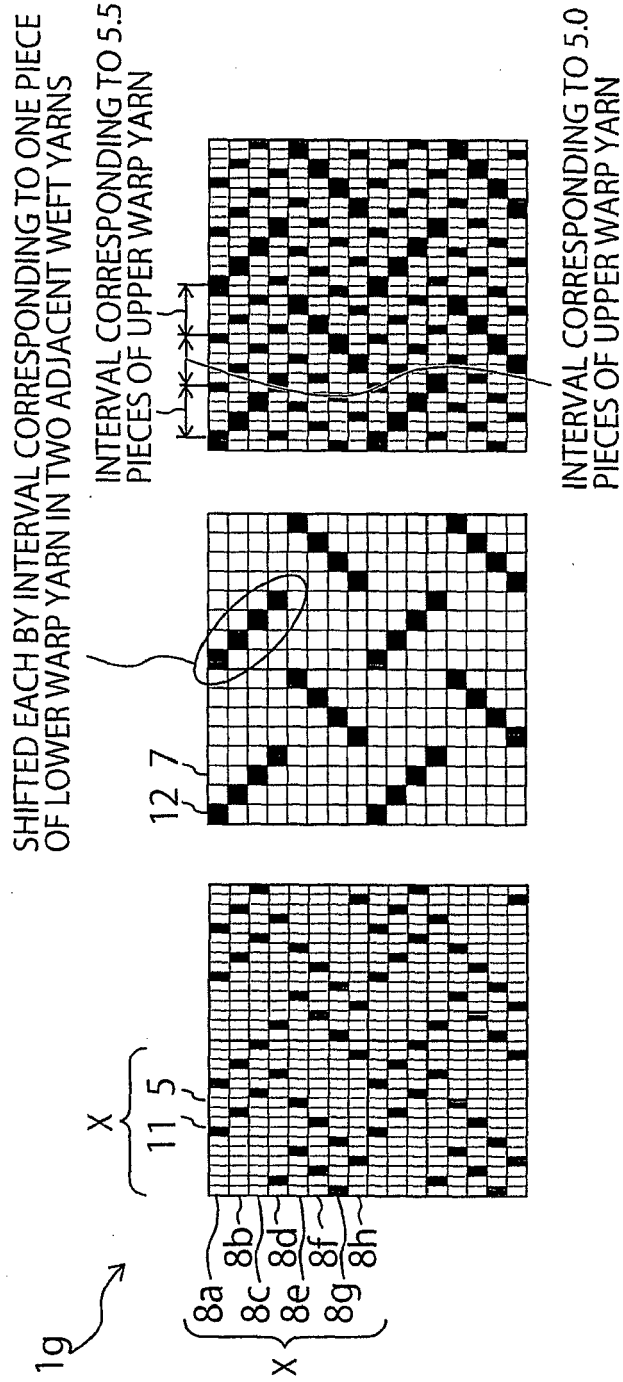 1g
X
8a
8b
8c
8d
8e
8f
8g
8h
X
11 5
12 7
SHIFTED EACH BY INTERVAL CORRESPONDING TO ONE PIECE
OF LOWER WARP YARN IN TWO ADJACENT WEFT YARNS
INTERVAL CORRESPONDING TO 5.5
PIECES OF UPPER WARP YARN
INTERVAL CORRESPONDING TO 5.0
PIECES OF UPPER WARP YARN